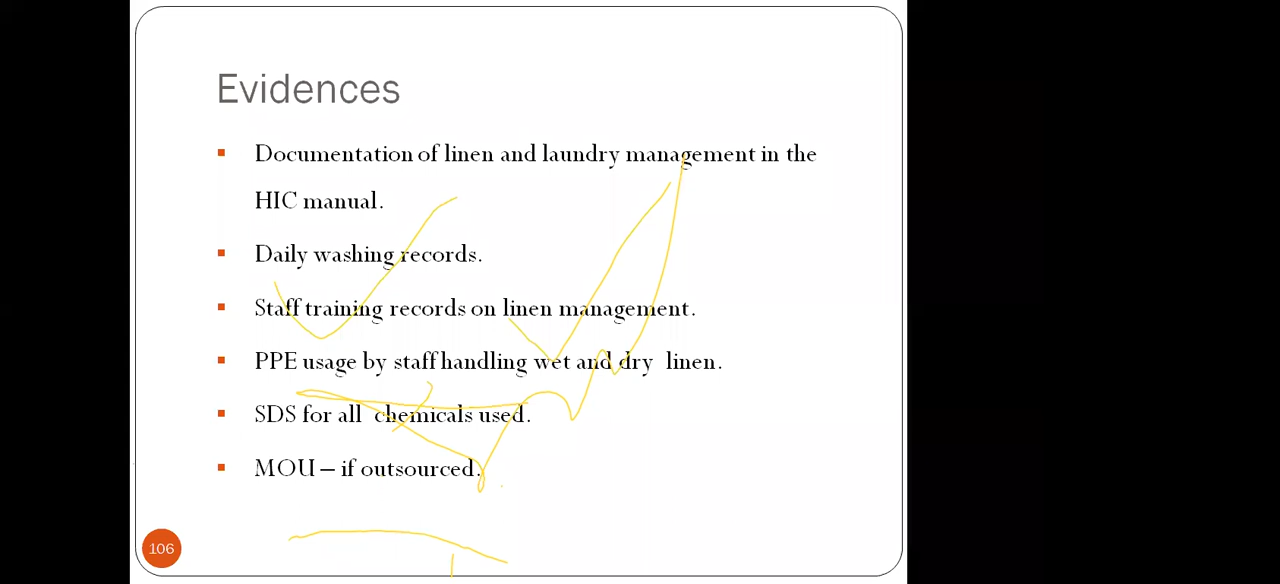 Evidences
Documentation of linen and laundry management in the
HIC manual.
Daily washing records.
Staff training records on linen management.
PPE usage by staff handling wet and dry linen.
SDS for all chemicals used.
MOU – if outsourced.
106